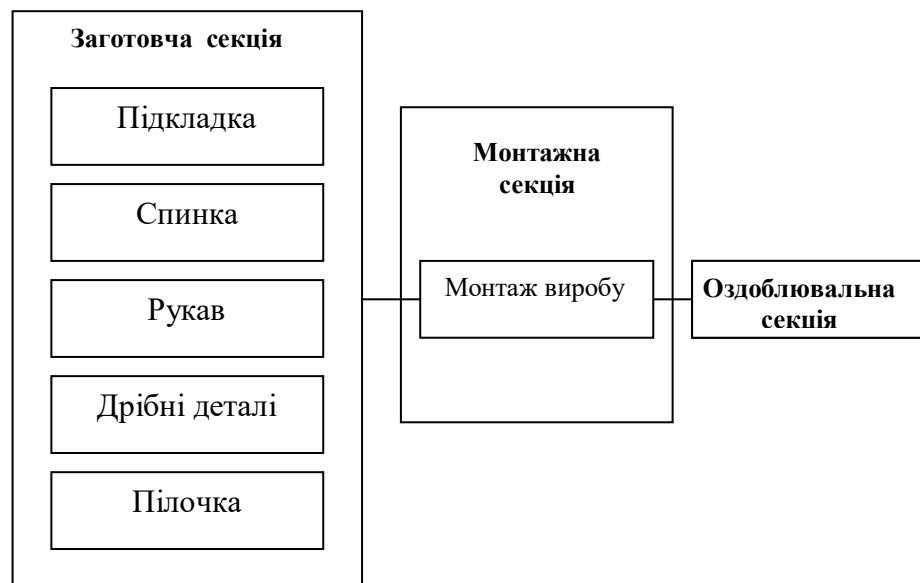 Заготовча секція
Підкладка
Спинка
Рукав
Дрібні деталі
Пілочка
Монтажна
секція
Монтаж виробу
Оздоблювальна
секція